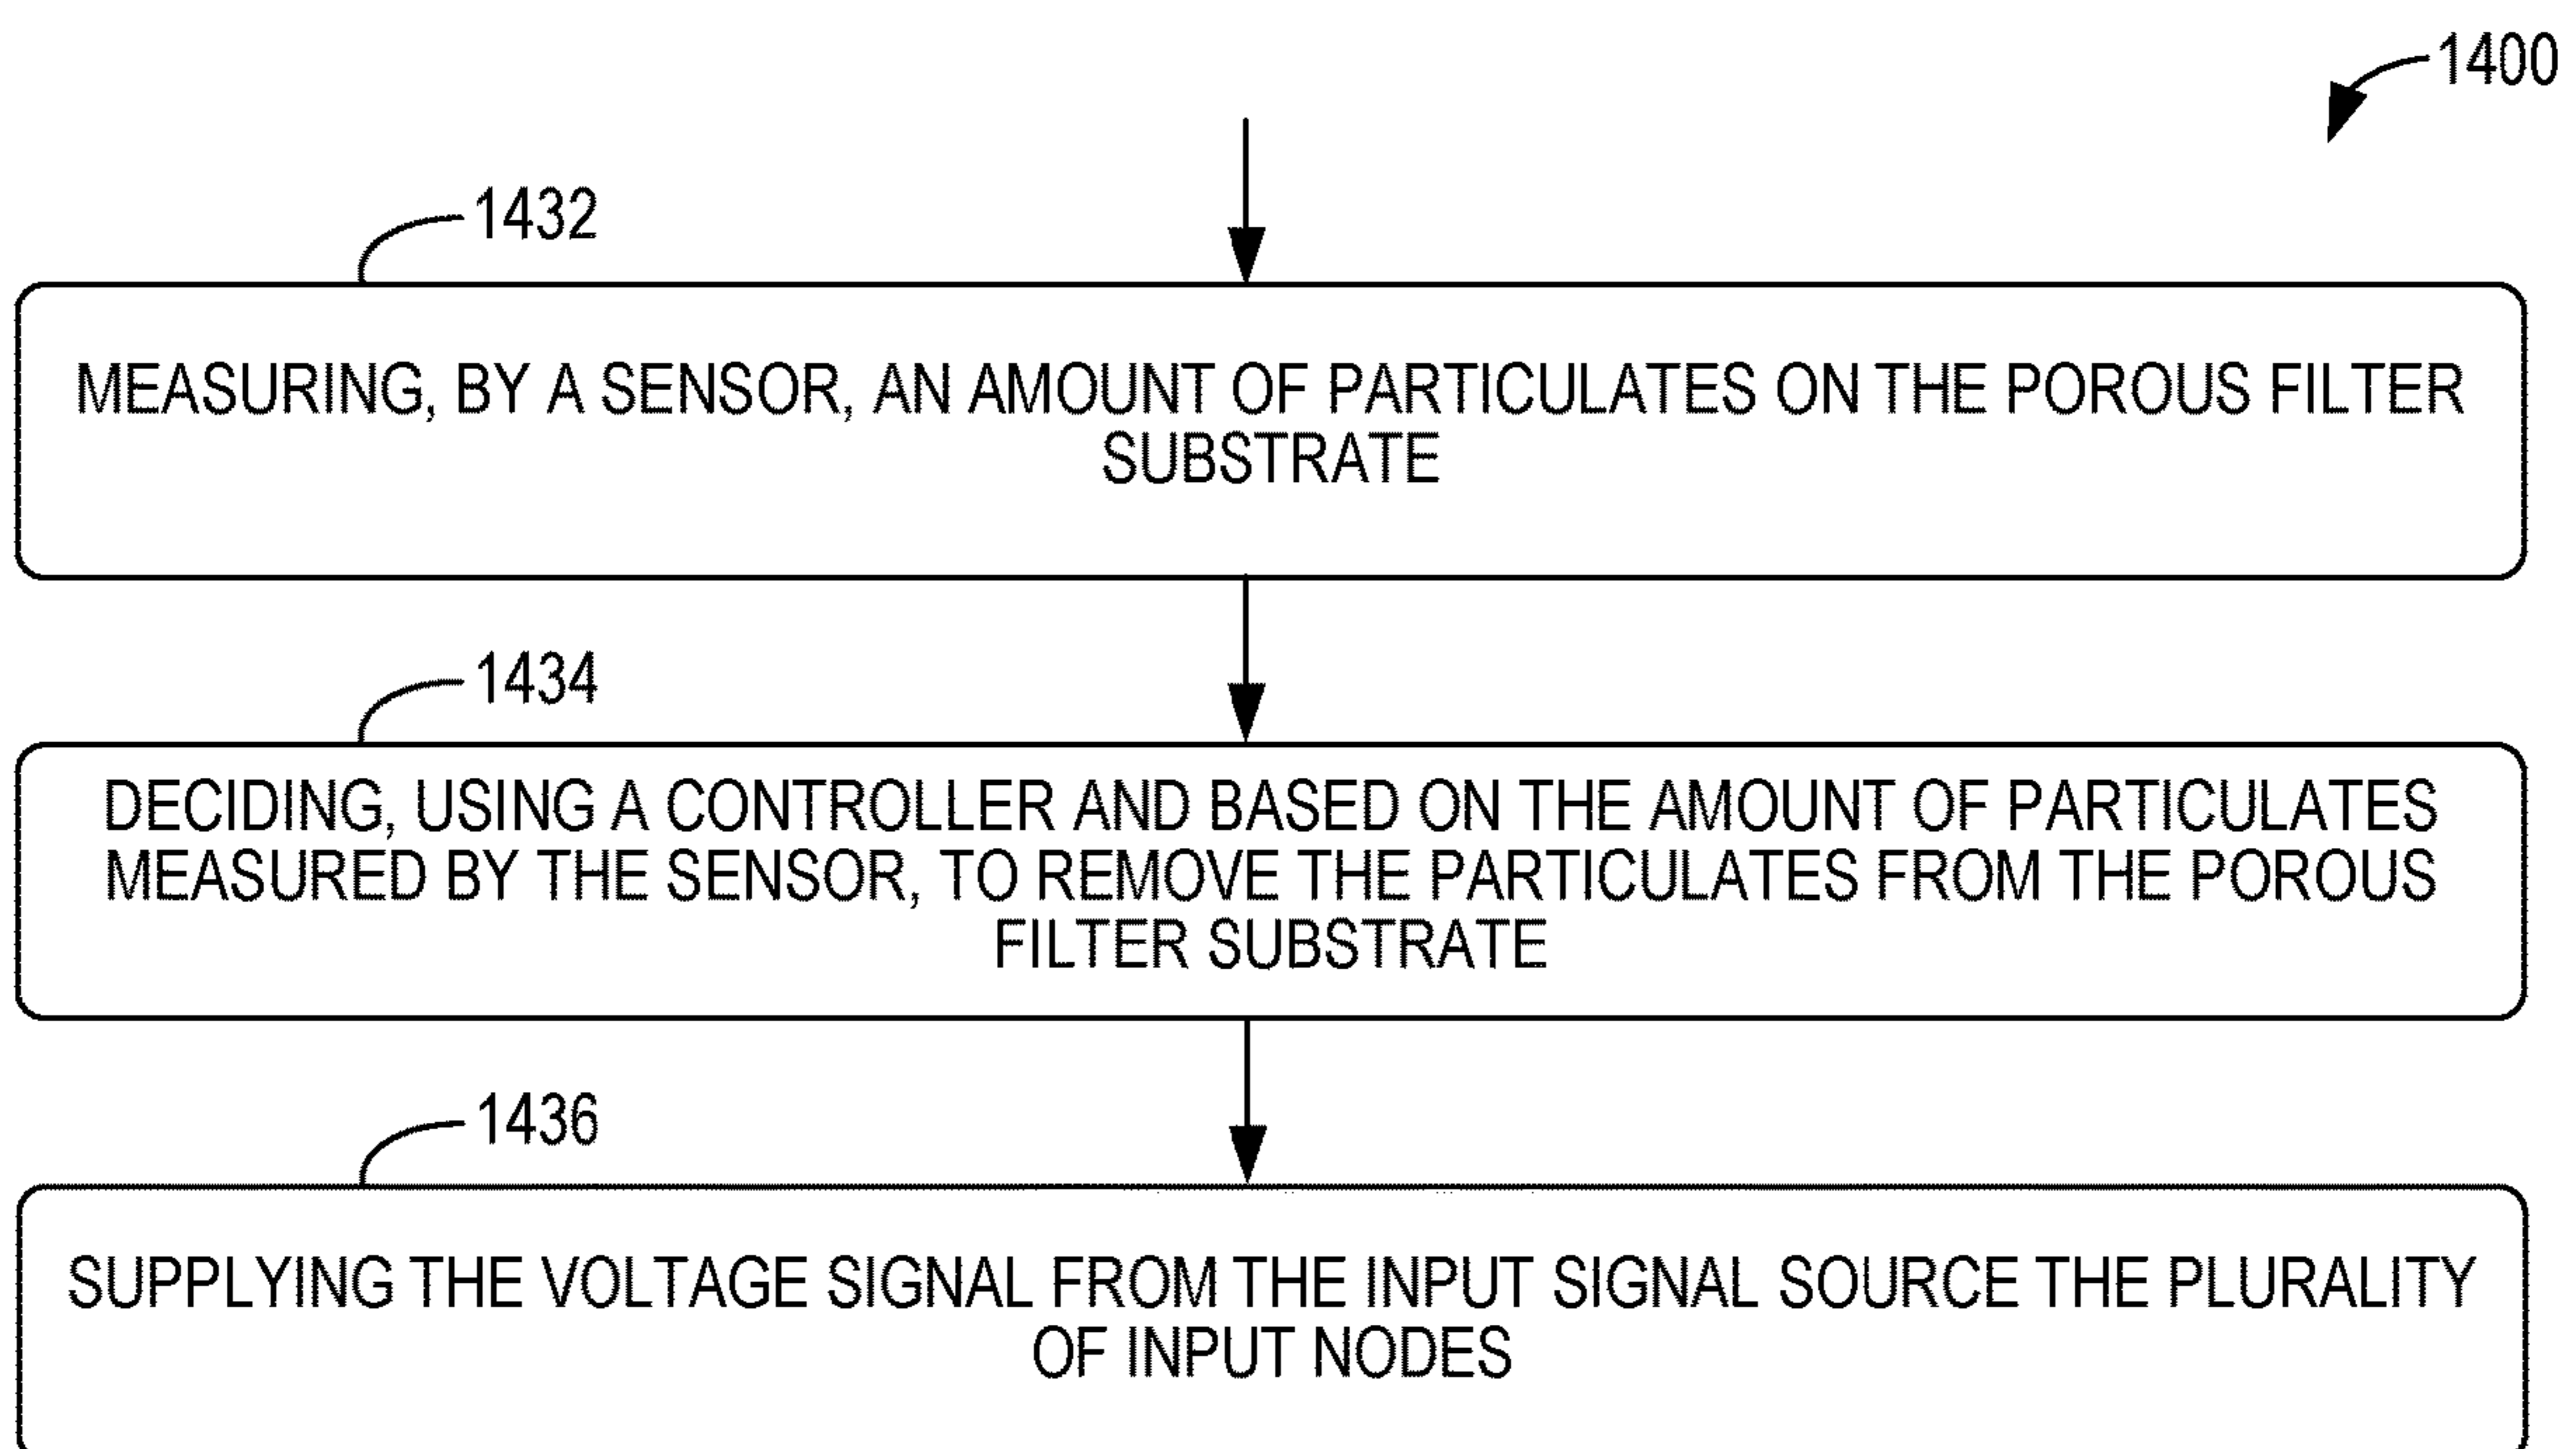 1400
1432
MEASURING, BY A SENSOR, AN AMOUNT OF PARTICULATES ON THE POROUS FILTER
SUBSTRATE
1434
DECIDING, USING A CONTROLLER AND BASED ON THE AMOUNT OF PARTICULATES
MEASURED BY THE SENSOR, TO REMOVE THE PARTICULATES FROM THE POROUS
FILTER SUBSTRATE
1436
SUPPLYING THE VOLTAGE SIGNAL FROM THE INPUT SIGNAL SOURCE THE PLURALITY
OF INPUT NODES